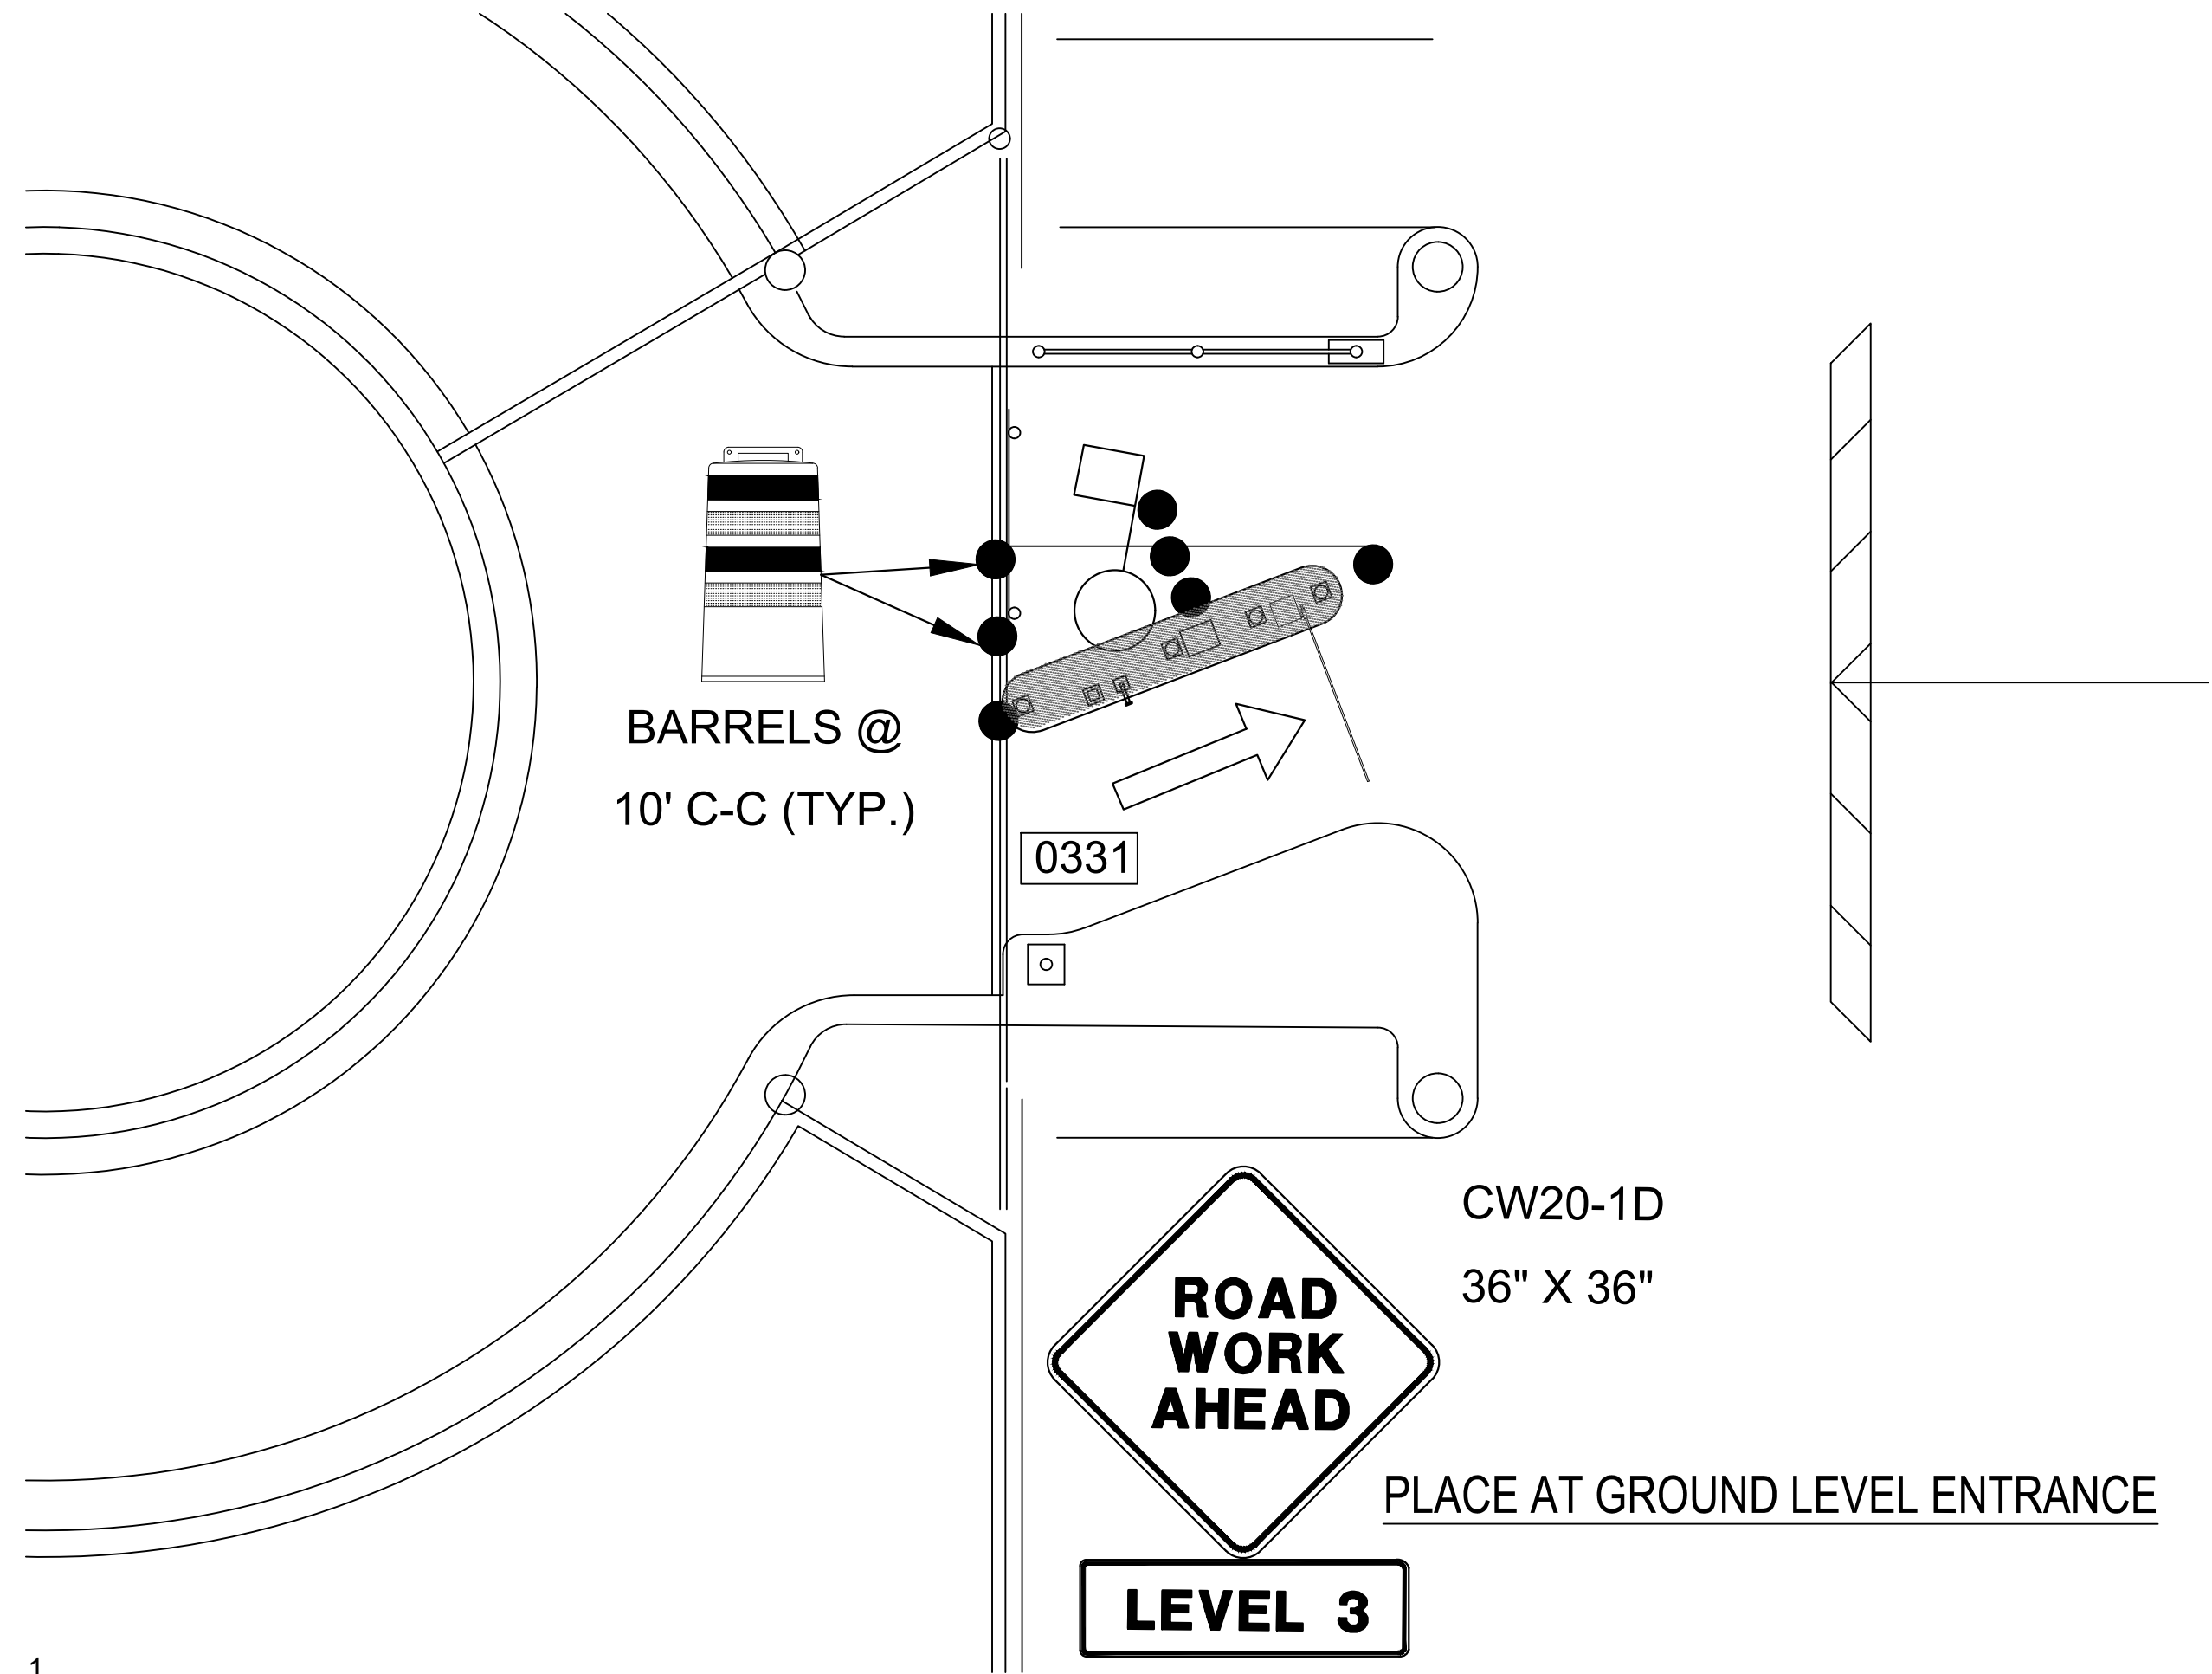 BARRELS @
10' C-C (TYP.)
0331
CW20-1D
36" X 36"
ROAD
WORK
AHEAD
PLACE AT GROUND LEVEL ENTRANCE
LEVEL 3
1